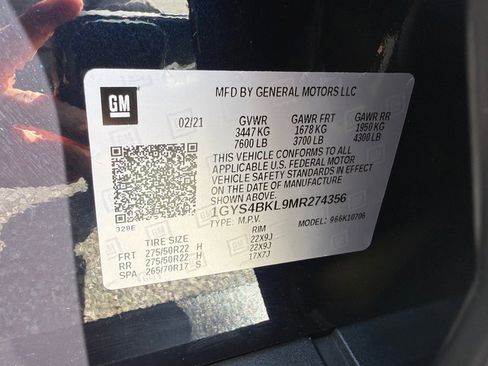 GM
MFD BY GENERAL MOTORS LLC
02/21 GVWR GAWR FRT GAWR RR
3447 KG 1678 KG 1950 KG
7600 LB 3700 LB 4300 LB
THIS VEHICLE CONFORMS TO ALL
APPLICABLE U.S. FEDERAL MOTOR
VEHICLE SAFETY STANDARDS IN EFFECT
ON THE DATE OF MANUFACTURE SHOWN ABOVE.
1GYS4BKL9MR274356
TYPE: M.P.V. MODEL: 966K10706
328E
TIRE SIZE RIM
FRT 275/50R22 H 22X9J
RR 275/50R22 H 22X9J
SPA 265/70R17 S 17X7J